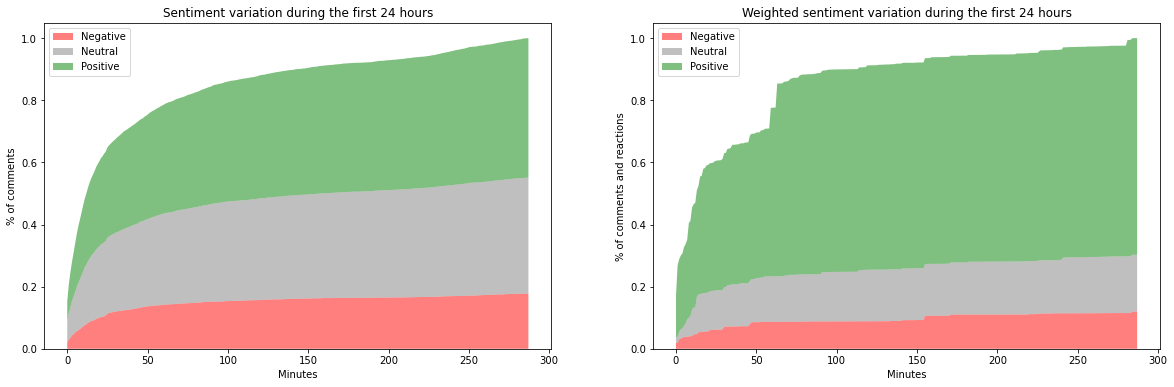 Sentiment variation during the first 24 hours
Negative
Neutral
Positive
% of comments
1.0
0.8
0.6
0.4
0.2
0.0
0 50 100 150 200 250 300
Minutes
Weighted sentiment variation during the first 24 hours
Negative
Neutral
Positive
% of comments and reactions
1.0
0.8
0.6
0.4
0.2
0.0
0 50 100 150 200 250 300
Minutes